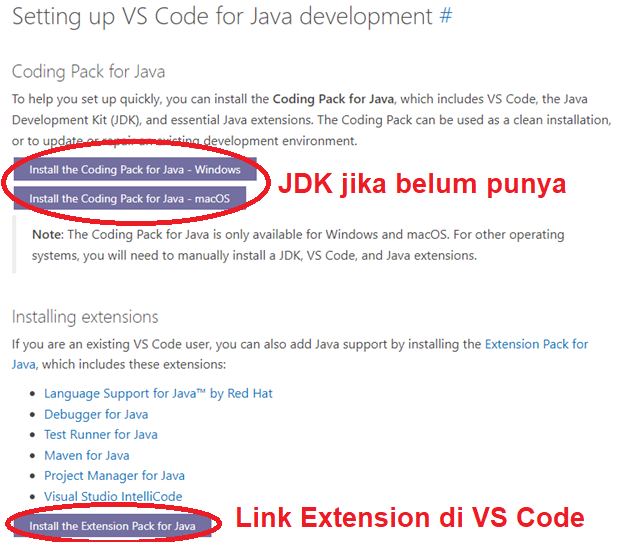 Setting up VS Code for Java development #
Coding Pack for Java
To help you set up quickly, you can install the Coding Pack for Java, which includes VS Code, the Java
Development Kit (JDK), and essential Java extensions. The Coding Pack can be used as a clean installation,
or to update or repair an existing development environment.
Install the Coding Pack for Java - Windows
Install the Coding Pack for Java - macOS
JDK jika belum punya
Note: The Coding Pack for Java is only available for Windows and macOS. For other operating
systems, you will need to manually install a JDK, VS Code, and Java extensions.
Installing extensions
If you are an existing VS Code user, you can also add Java support by installing the Extension Pack for
Java, which includes these extensions:
• Language Support for Java™ by Red Hat
• Debugger for Java
• Test Runner for Java
• Maven for Java
• Project Manager for Java
• Visual Studio IntelliCode
Install the Extension Pack for Java
Link Extension di VS Code